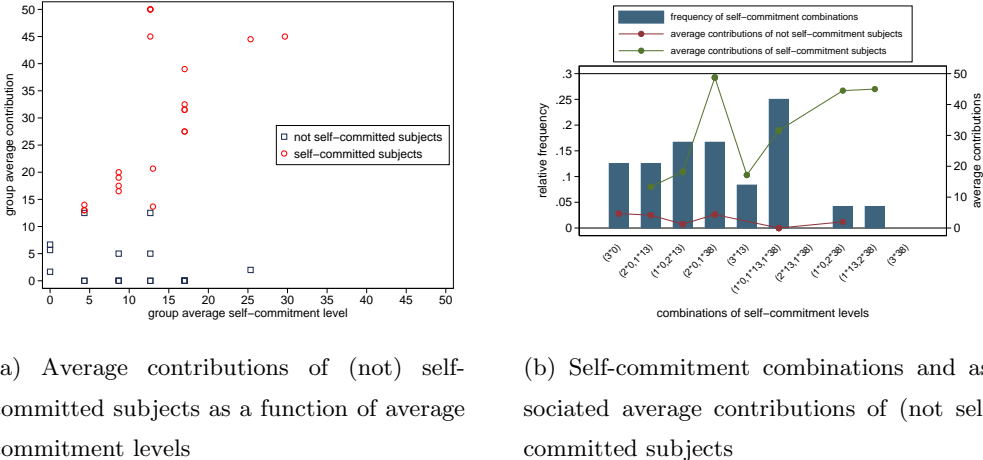 group average contribution
50
45
40
35
30
25
20
15
10
5
0
not self−committed subjects
self−committed subjects
0 5 10 15 20 25 30 35 40 45 50
group average self−commitment level
frequency of self−commitment combinations
average contributions of not self−commitment subjects
average contributions of self−commitment subjects
relative frequency
.3
.25
.2
.15
.1
.05
0
50
40
30
20
10
0
average contributions
(3*0)
(2*0,1*13)
(1*0,2*13)
(2*0,1*38)
(3*13)
(1*0,1*13,1*38)
(2*13,1*38)
(1*0,2*38)
(1*13,2*38)
(3*38)
combinations of self−commitment levels
a) Average contributions of (not) self-
ommitted subjects as a function of average
ommitment levels
(b) Self-commitment combinations and as
sociated average contributions of (not sel
committed subjects